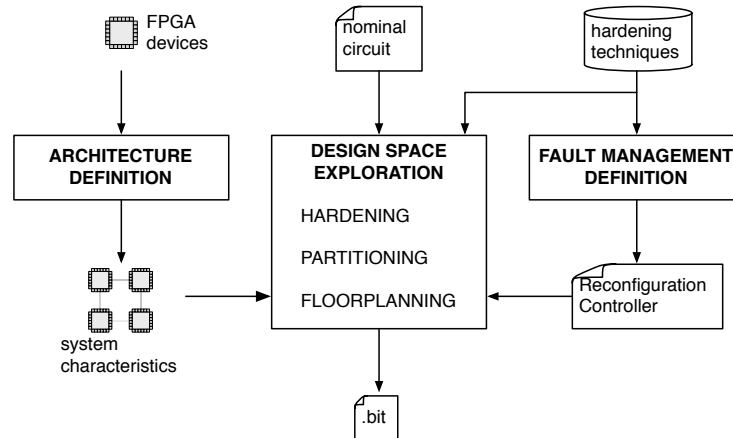 FPGA
devices
nominal
circuit
hardening
techniques
ARCHITECTURE
DEFINITION
DESIGN SPACE
EXPLORATION
HARDENING
PARTITIONING
FLOORPLANNING
FAULT MANAGEMENT
DEFINITION
Reconfiguration
Controller
system
characteristics
.bit